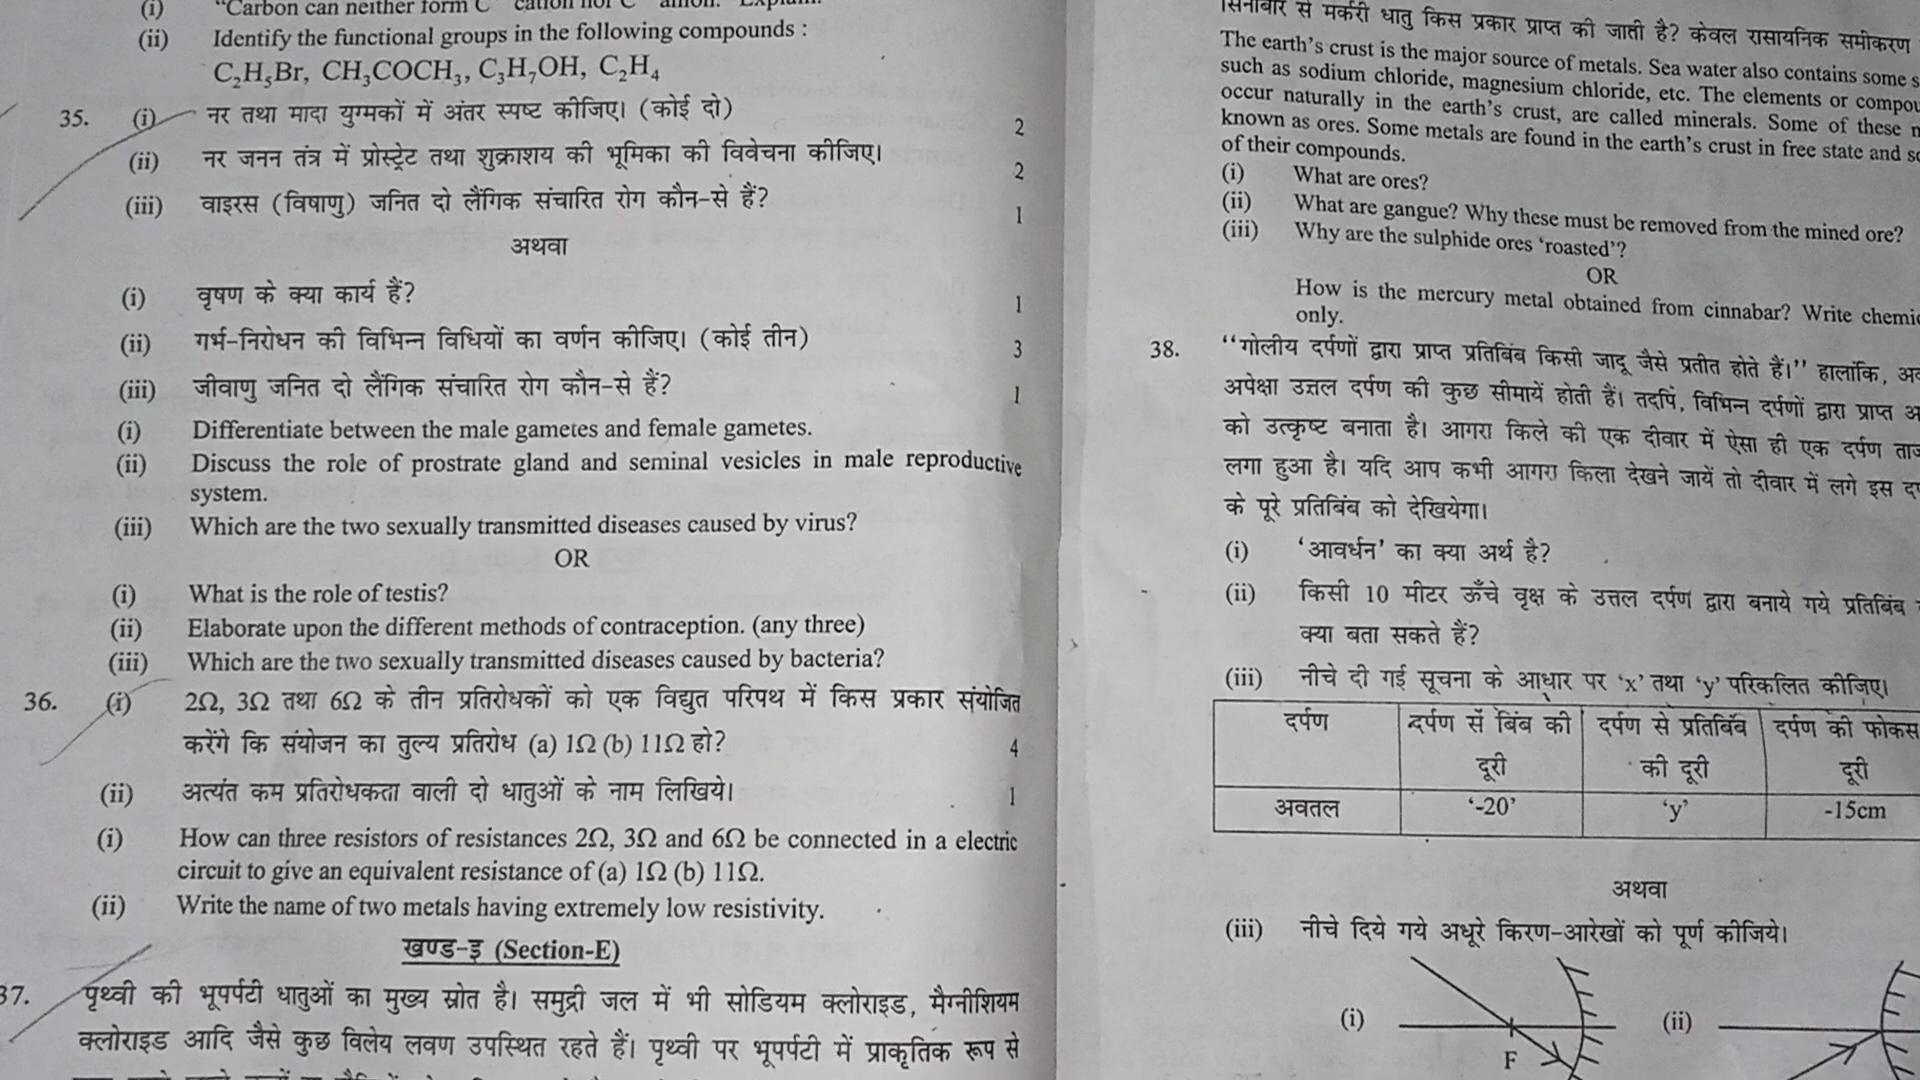 (i) "Carbon can neither form C cation nor C anion." Explain.
(ii) Identify the functional groups in the following compounds :
C₂H₅Br, CH₃COCH₃, C₃H₇OH, C₂H₄
35. (i) नर तथा मादा युग्मकों में अंतर स्पष्ट कीजिए। (कोई दो) 2
(ii) नर जनन तंत्र में प्रोस्ट्रेट तथा शुक्राशय की भूमिका की विवेचना कीजिए। 2
(iii) वाइरस (विषाणु) जनित दो लैंगिक संचारित रोग कौन-से हैं? 1
अथवा
(i) वृषण के क्या कार्य हैं? 1
(ii) गर्भ-निरोधन की विभिन्न विधियों का वर्णन कीजिए। (कोई तीन) 3
(iii) जीवाणु जनित दो लैंगिक संचारित रोग कौन-से हैं? 1
(i) Differentiate between the male gametes and female gametes.
(ii) Discuss the role of prostrate gland and seminal vesicles in male reproductive
system.
(iii) Which are the two sexually transmitted diseases caused by virus?
OR
(i) What is the role of testis?
(ii) Elaborate upon the different methods of contraception. (any three)
(iii) Which are the two sexually transmitted diseases caused by bacteria?
36. (i) 2Ω, 3Ω तथा 6Ω के तीन प्रतिरोधकों को एक विद्युत परिपथ में किस प्रकार संयोजित
करेंगे कि संयोजन का तुल्य प्रतिरोध (a) 1Ω (b) 11Ω हो? 4
(ii) अत्यंत कम प्रतिरोधकता वाली दो धातुओं के नाम लिखिये। 1
(i) How can three resistors of resistances 2Ω, 3Ω and 6Ω be connected in a electric
circuit to give an equivalent resistance of (a) 1Ω (b) 11Ω.
(ii) Write the name of two metals having extremely low resistivity.
खण्ड-इ (Section-E)
37. पृथ्वी की भूपर्पटी धातुओं का मुख्य स्रोत है। समुद्री जल में भी सोडियम क्लोराइड, मैग्नीशियम
क्लोराइड आदि जैसे कुछ विलेय लवण उपस्थित रहते हैं। पृथ्वी पर भूपर्पटी में प्राकृतिक रूप से
सिनाबार से मर्करी धातु किस प्रकार प्राप्त की जाती है? केवल रासायनिक समीकरण
The earth's crust is the major source of metals. Sea water also contains some
such as sodium chloride, magnesium chloride, etc. The elements or
occur naturally in the earth's crust, are called minerals. Some of these
known as ores. Some metals are found in the earth's crust in free state and
of their compounds.
(i) What are ores?
(ii) What are gangue? Why these must be removed from the mined ore?
(iii) Why are the sulphide ores 'roasted'?
OR
How is the mercury metal obtained from cinnabar? Write
only.
38. "गोलीय दर्पणों द्वारा प्राप्त प्रतिबिंब किसी जादू जैसे प्रतीत होते हैं।" हालांकि,
अपेक्षा उत्तल दर्पण की कुछ सीमायें होती हैं। तदपि, विभिन्न दर्पणों द्वारा प्राप्त
को उत्कृष्ट बनाता है। आगरा किले की एक दीवार में ऐसा ही एक दर्पण
लगा हुआ है। यदि आप कभी आगरा किला देखने जायें तो दीवार में लगे इस
के पूरे प्रतिबिंब को देखियेगा।
(i) 'आवर्धन' का क्या अर्थ है?
(ii) किसी 10 मीटर ऊँचे वृक्ष के उत्तल दर्पण द्वारा बनाये गये प्रतिबिंब
क्या बता सकते हैं?
(iii) नीचे दी गई सूचना के आधार पर 'x' तथा 'y' परिकलित कीजिए।
दर्पण दर्पण से बिंब की दर्पण से प्रतिबिंब दर्पण की फोकस
दूरी की दूरी दूरी
अवतल '-20' 'y' -15cm
अथवा
(iii) नीचे दिये गये अधूरे किरण-आरेखों को पूर्ण कीजिये।
(i) (ii)
F